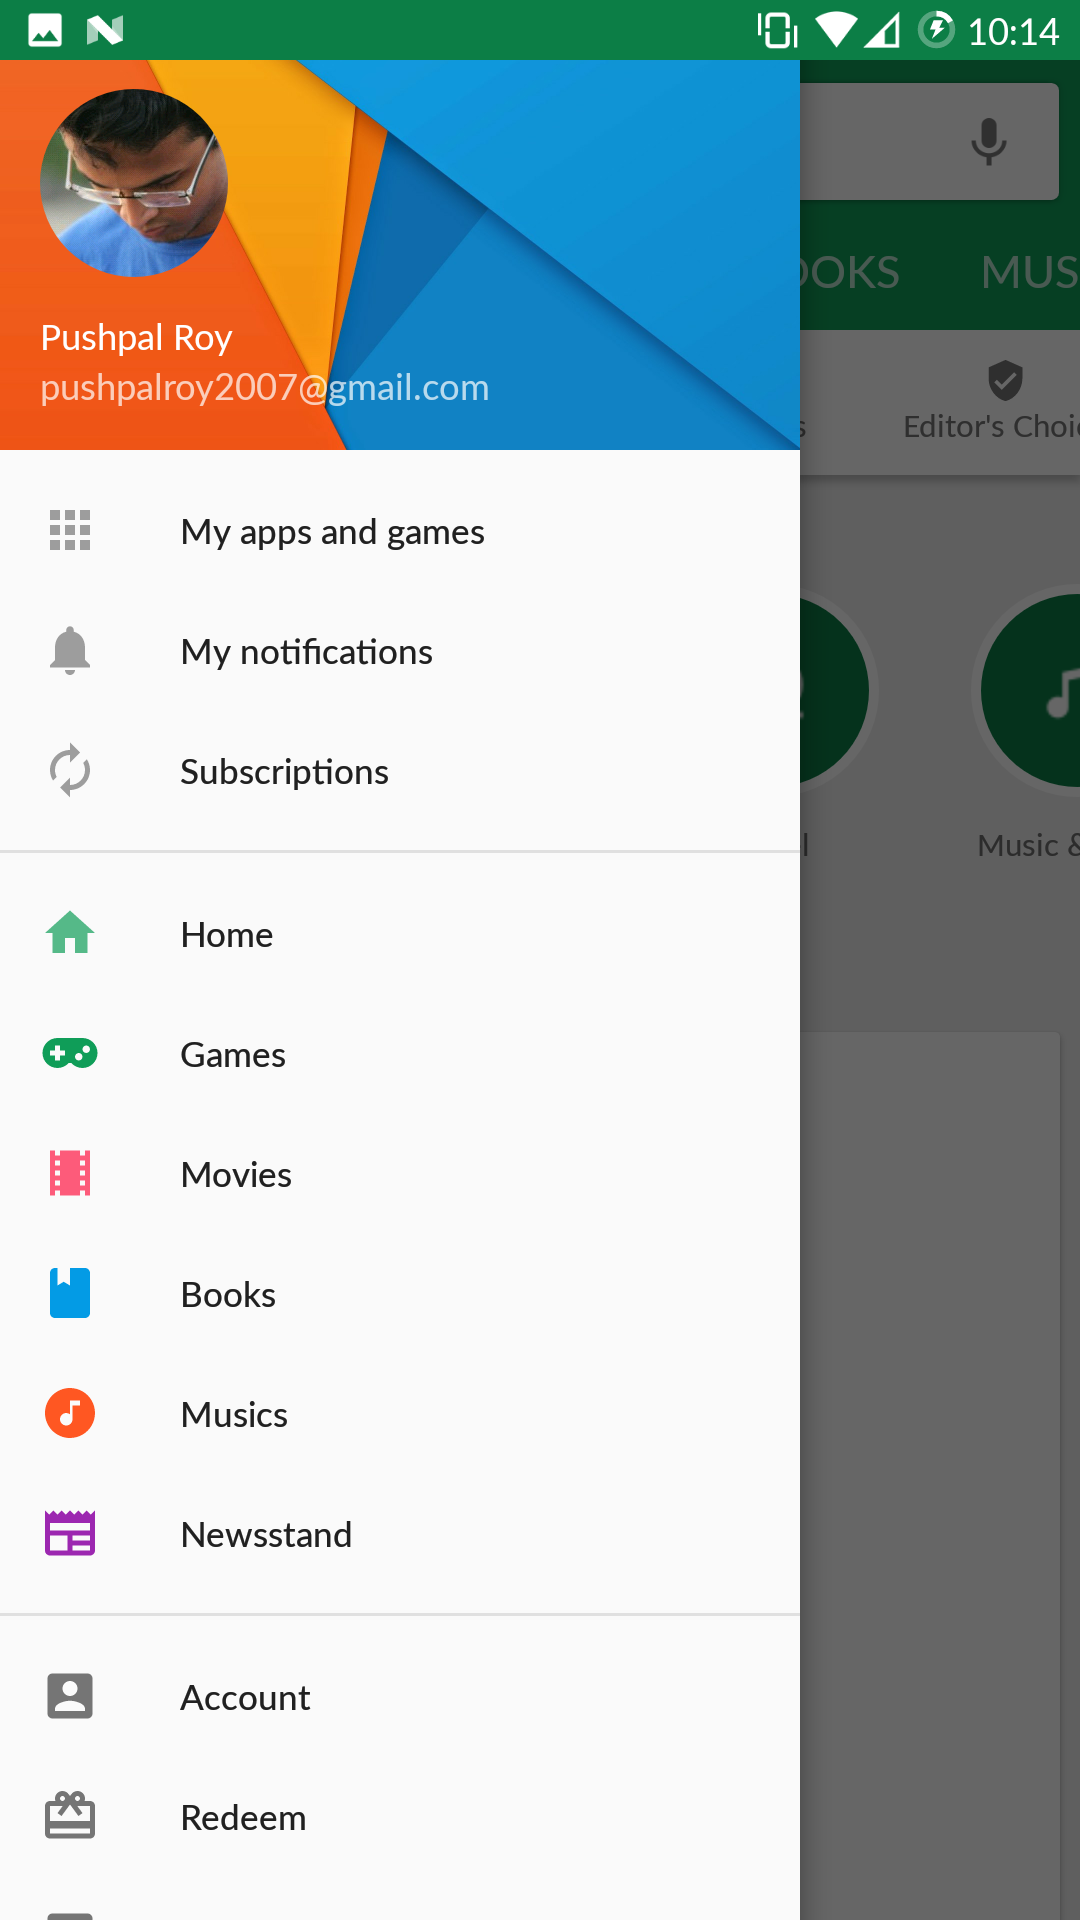 10:14
OOKS MUS
Pushpal Roy
pushpalroy2007@gmail.com
s Editor's Choi
My apps and games
My notifications
Subscriptions
l Music &
Home
Games
Movies
Books
Musics
Newsstand
Account
Redeem